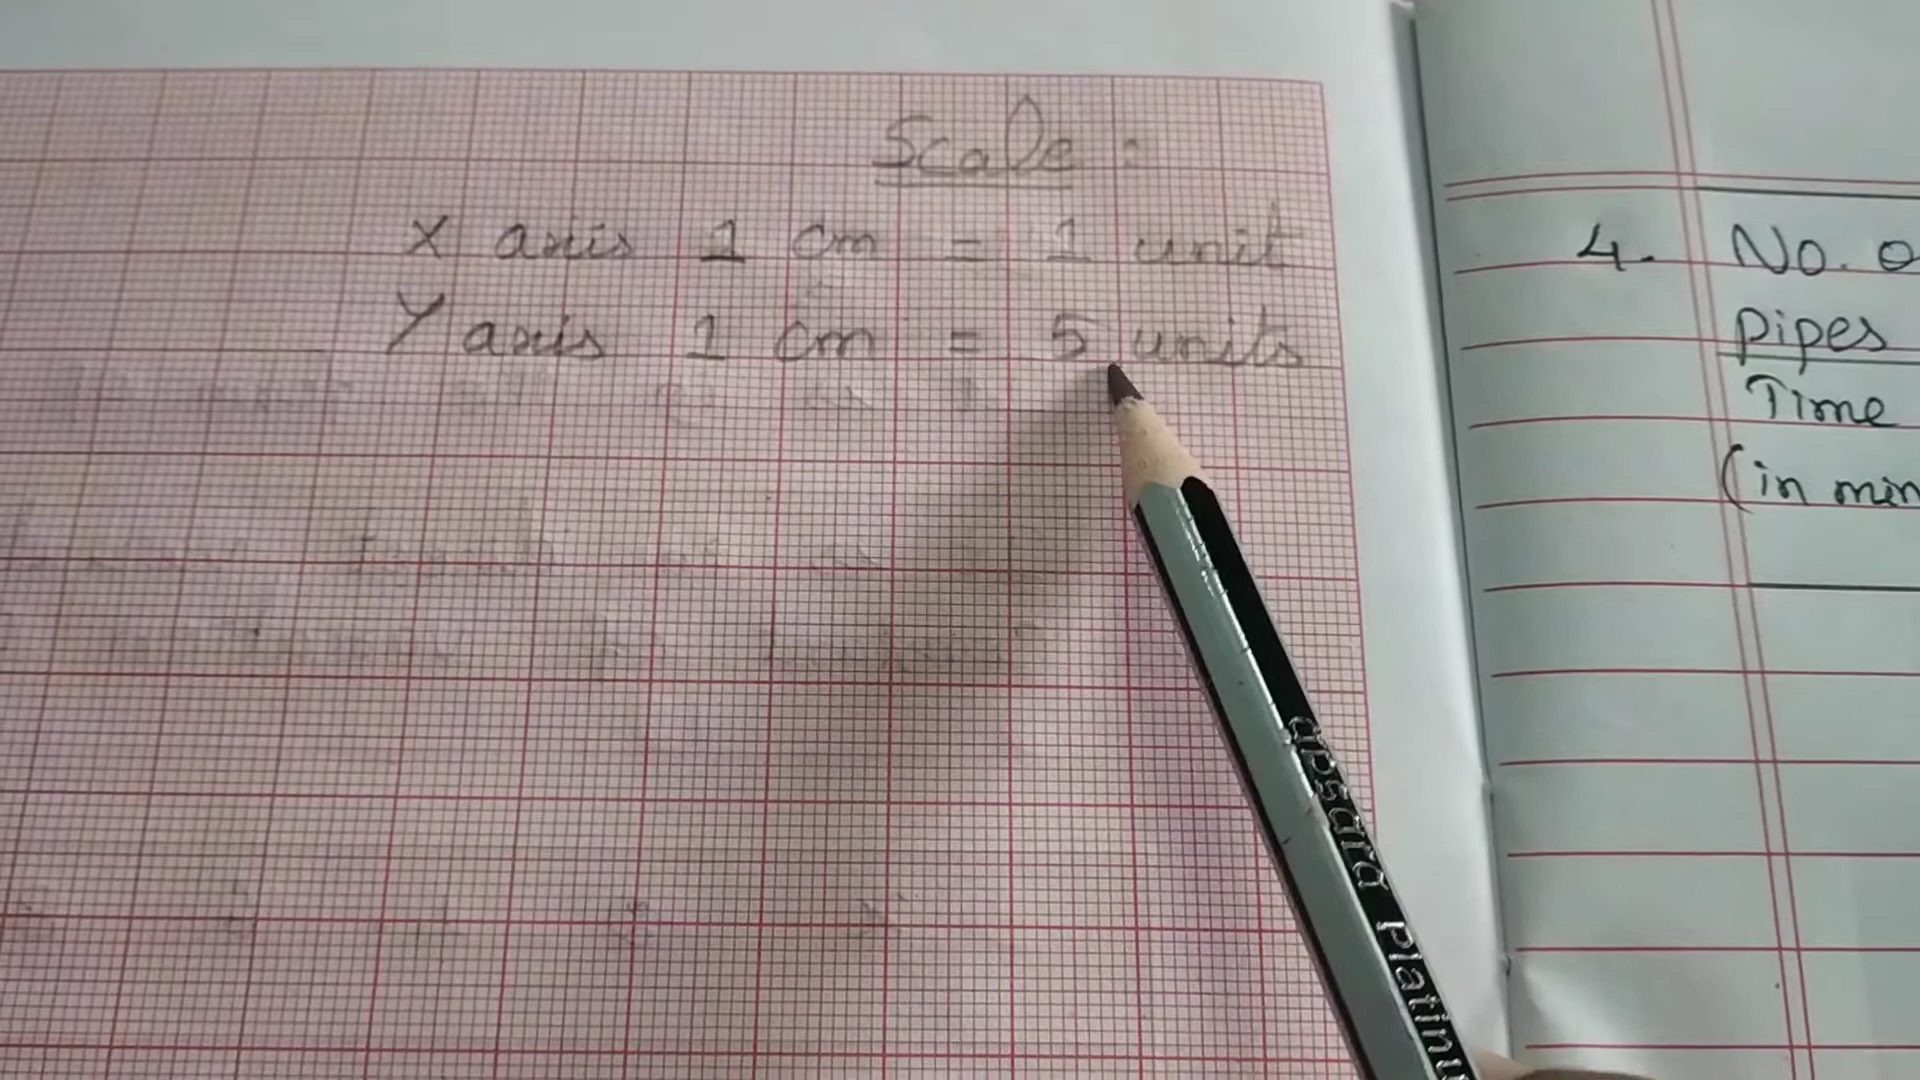 Scale :
X axis 1 cm = 1 unit
Y axis 1 cm = 5 units
4. No.
pipes
Time
(in min
apsara platinu